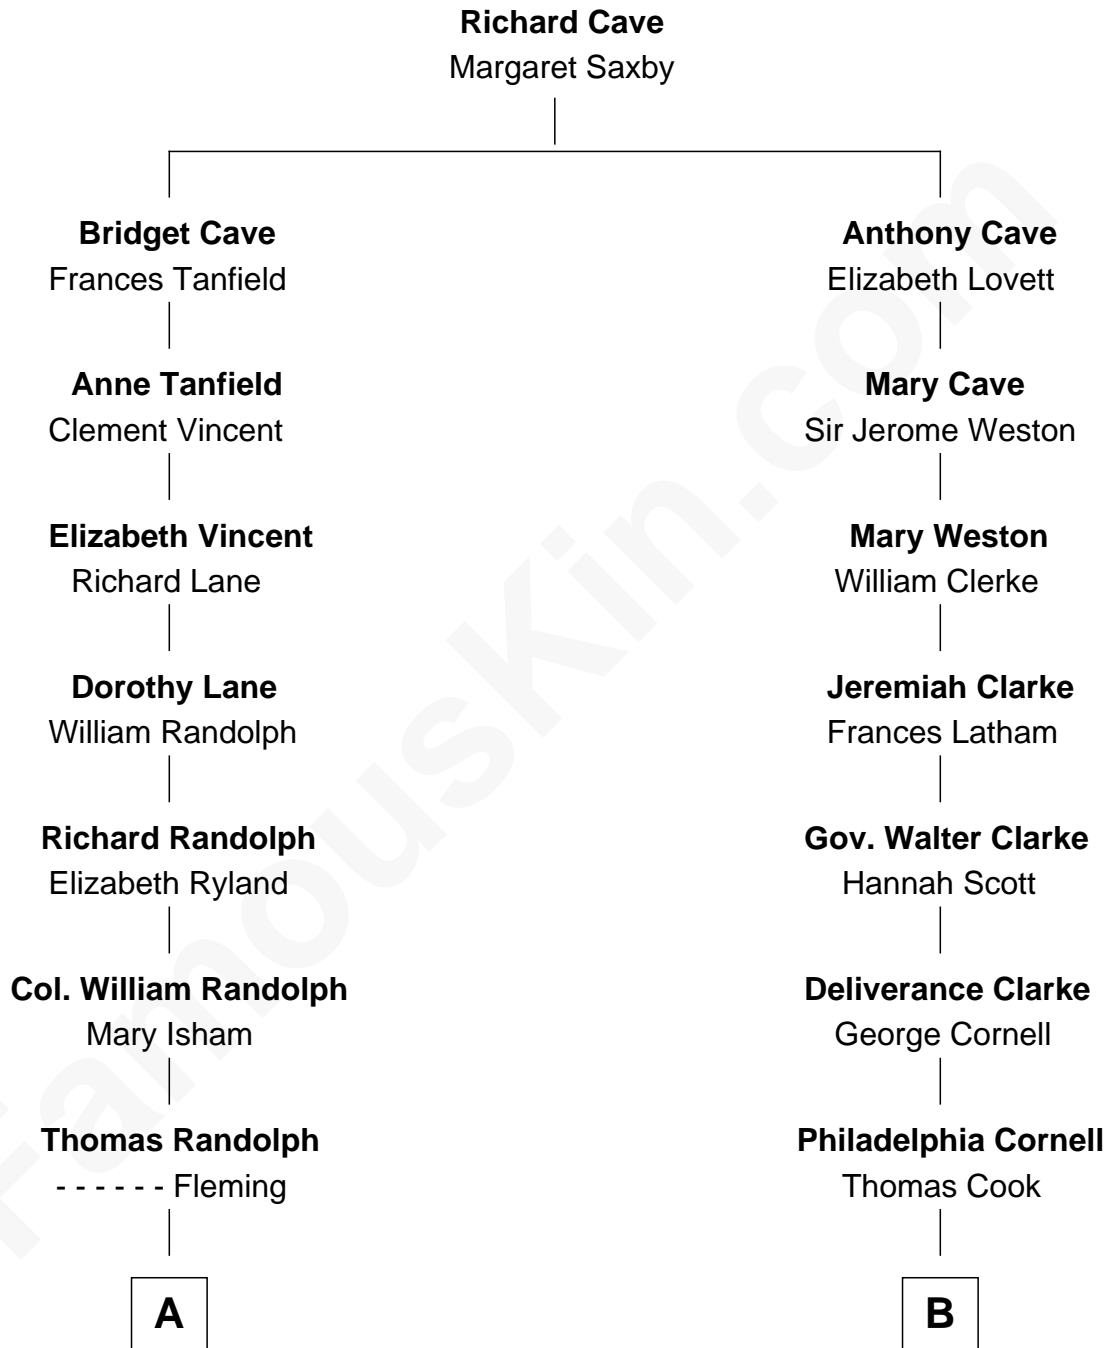 Richard Cave
Margaret Saxby
Bridget Cave
Frances Tanfield
Anthony Cave
Elizabeth Lovett
Anne Tanfield
Clement Vincent
Mary Cave
Sir Jerome Weston
Elizabeth Vincent
Richard Lane
Mary Weston
William Clerke
Dorothy Lane
William Randolph
Jeremiah Clarke
Frances Latham
Richard Randolph
Elizabeth Ryland
Gov. Walter Clarke
Hannah Scott
Col. William Randolph
Mary Isham
Deliverance Clarke
George Cornell
Thomas Randolph
- - - - - - Fleming
Philadelphia Cornell
Thomas Cook
A
B
FamousKin.com